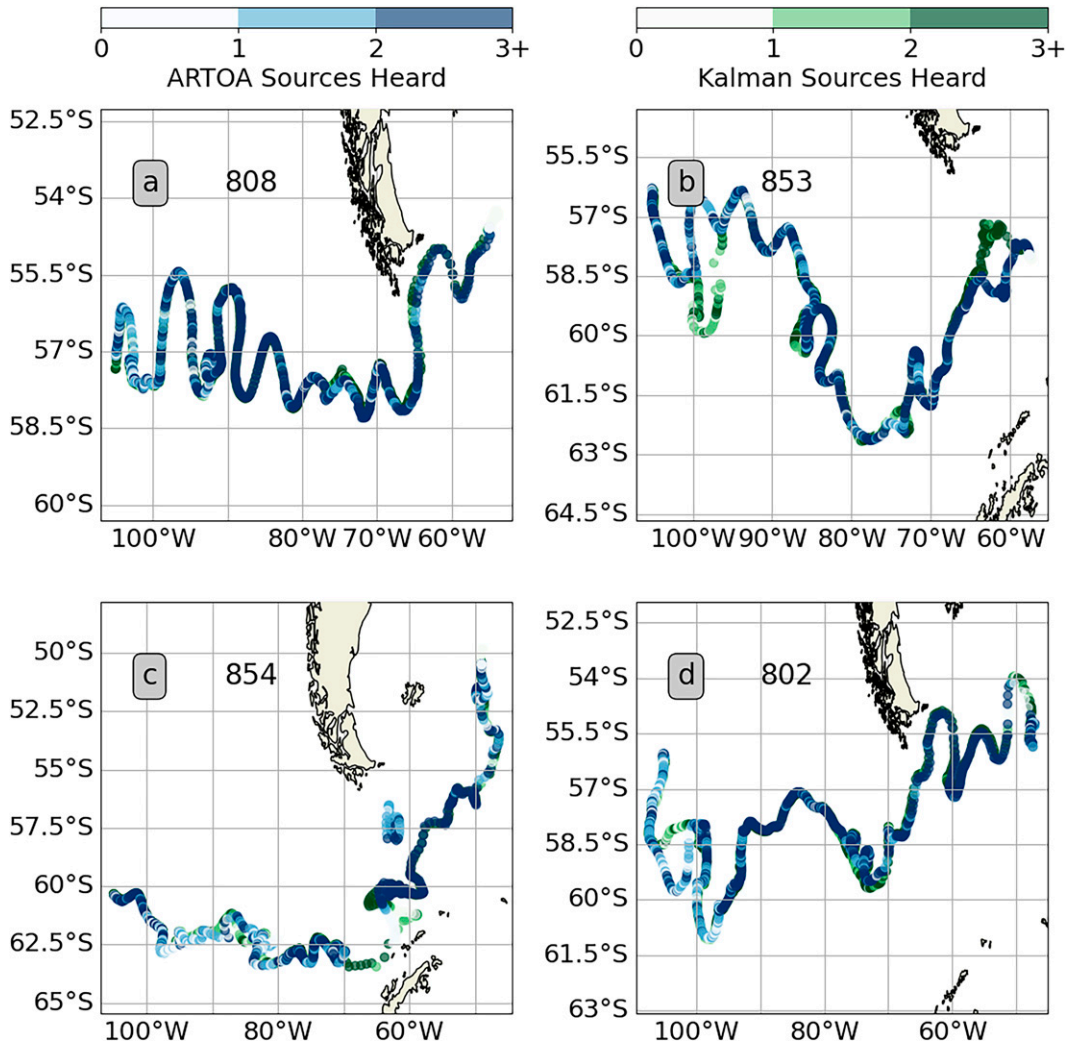 0 1 2 3+
ARTOA Sources Heard
0 1 2 3+
Kalman Sources Heard
52.5°S
54°S
55.5°S
57°S
58.5°S
60°S
a 808
100°W 80°W 70°W 60°W
55.5°S
57°S
58.5°S
60°S
61.5°S
63°S
64.5°S
b 853
100°W 90°W 80°W 70°W 60°W
50°S
52.5°S
55°S
57.5°S
60°S
62.5°S
65°S
c 854
100°W 80°W 60°W
52.5°S
54°S
55.5°S
57°S
58.5°S
60°S
61.5°S
63°S
d 802
100°W 80°W 60°W